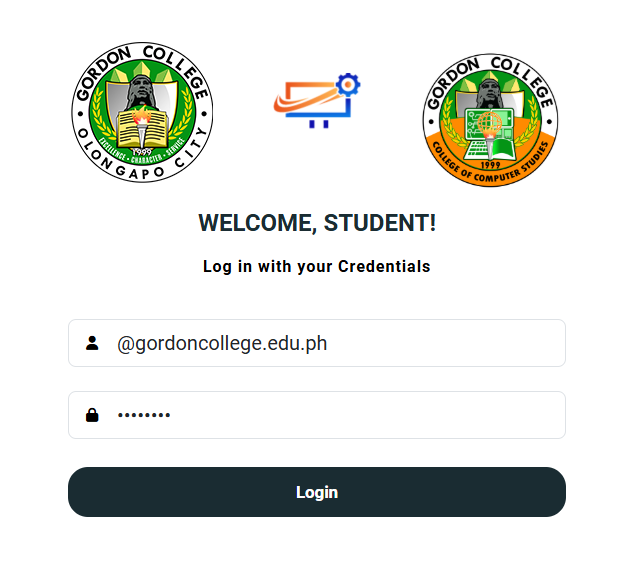 GORDON COLLEGE
EXCELLENCE • CHARACTER • SERVICE
1999
OLONGAPO CITY
GORDON COLLEGE
1999
COLLEGE OF COMPUTER STUDIES
WELCOME, STUDENT!
Log in with your Credentials
@gordoncollege.edu.ph
••••••••
Login